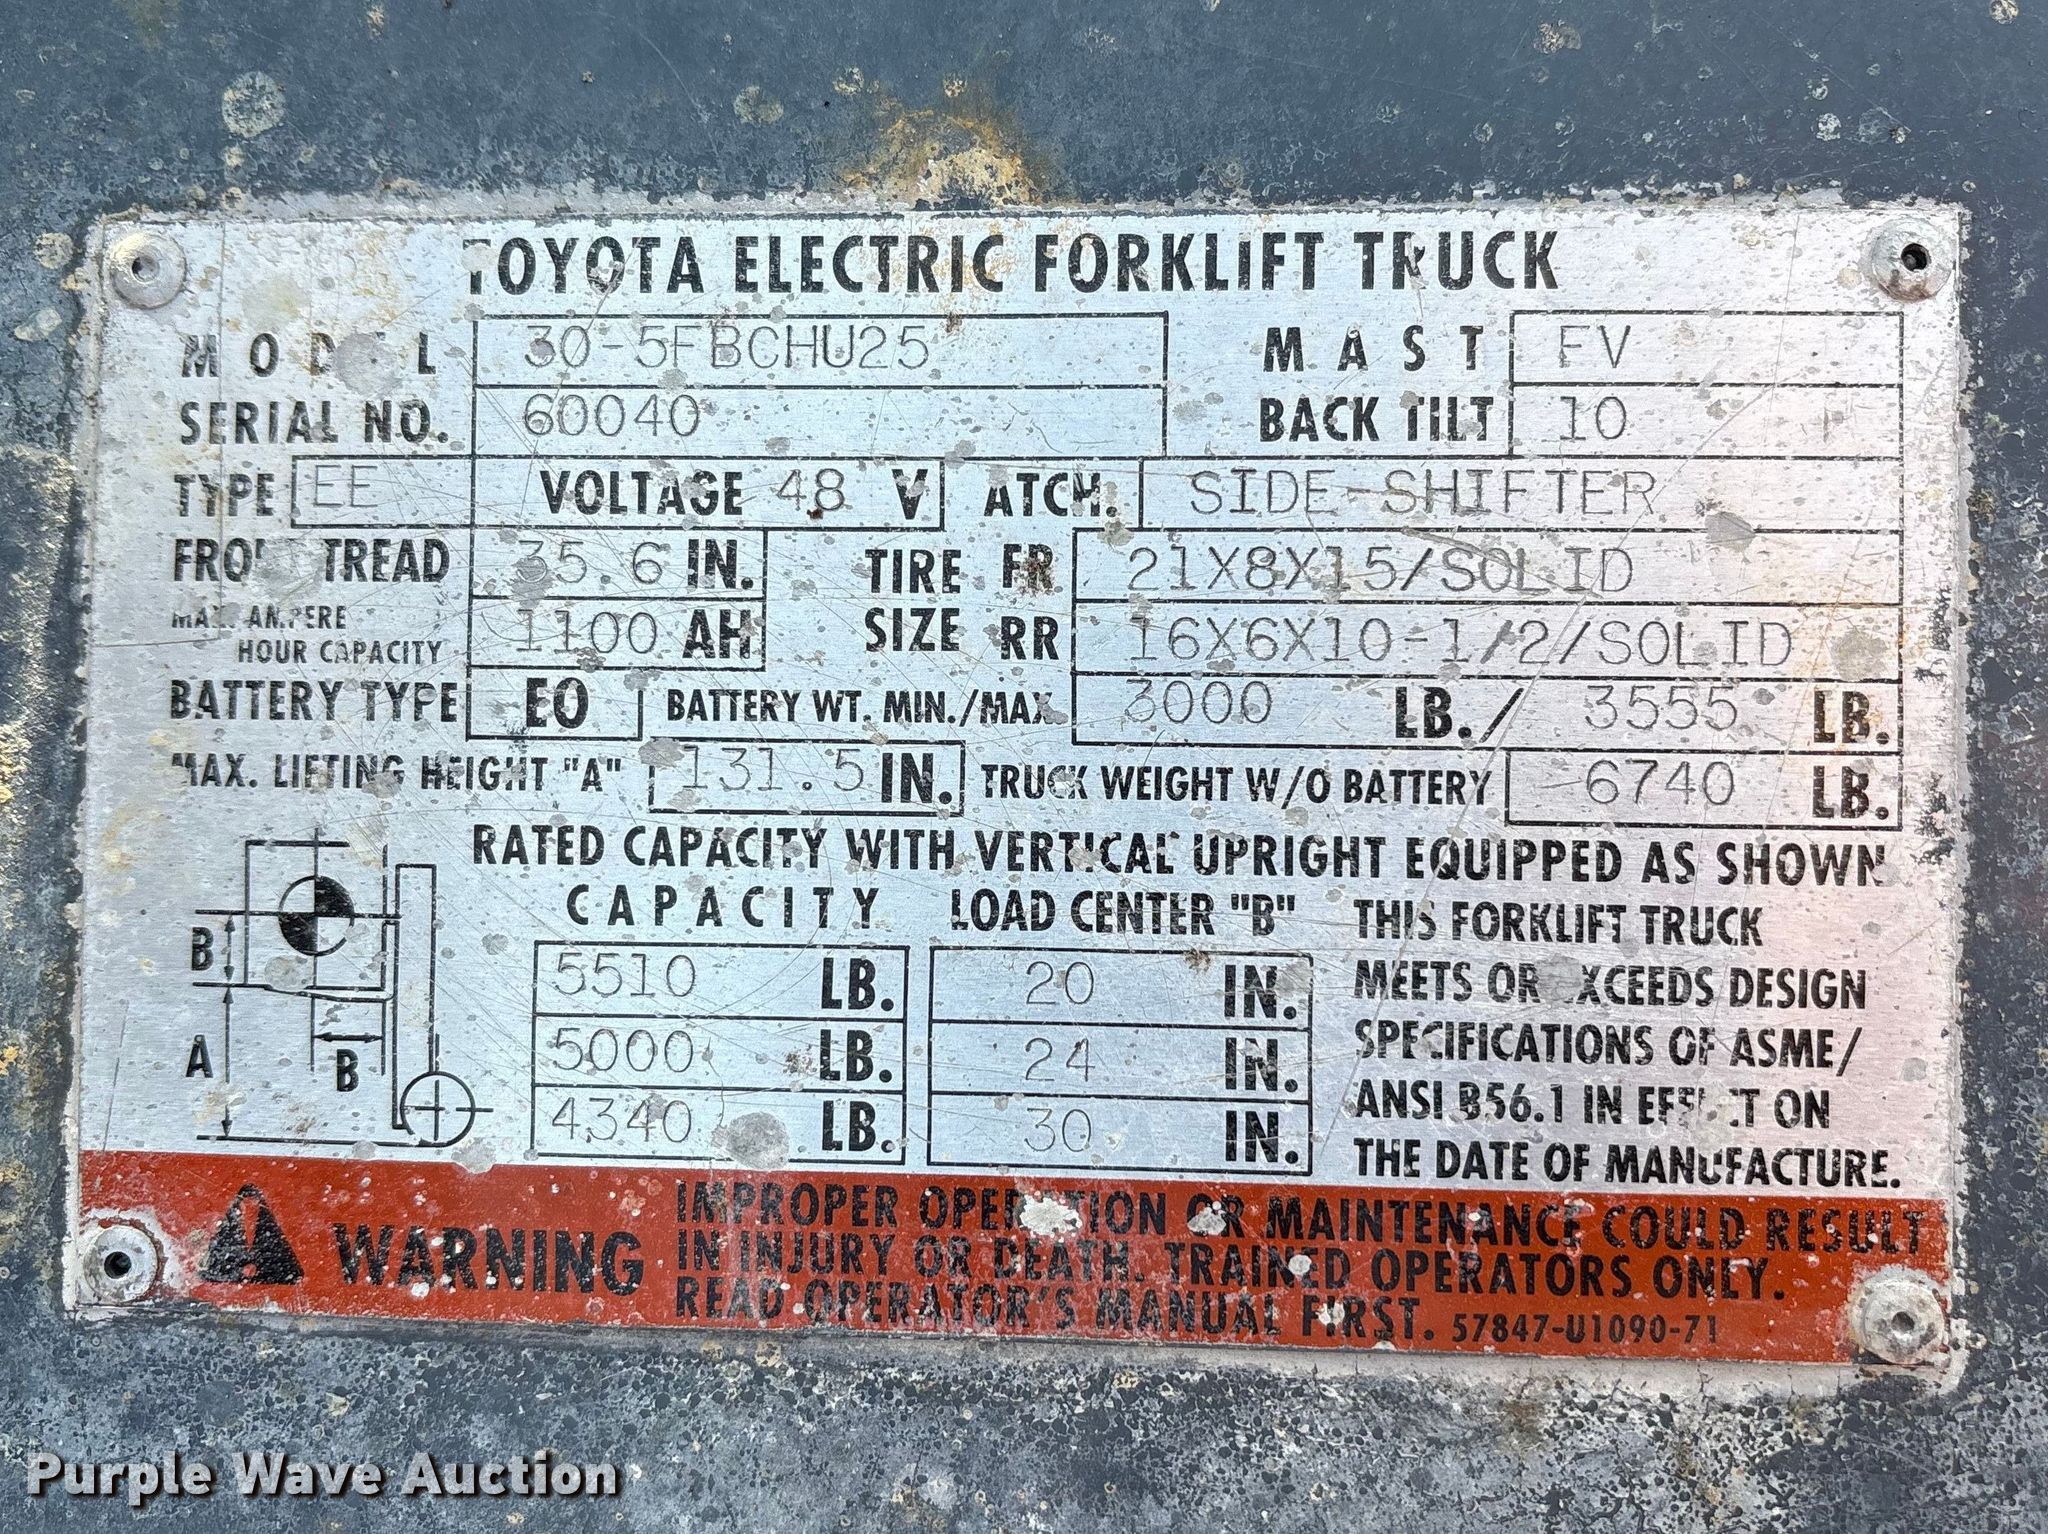 TOYOTA ELECTRIC FORKLIFT TRUCK
MODEL 30-5FBCHU25 MAST FV
SERIAL NO. 60040 BACK TILT 10
TYPE EE VOLTAGE 48 V ATCH. SIDE-SHIFTER
FRONT TREAD 35.6 IN. TIRE SIZE FR 21X8X15/SOLID
MAX. AMPERE HOUR CAPACITY 1100 AH RR 16X6X10-1/2/SOLID
BATTERY TYPE EO BATTERY WT. MIN./MAX 3000 LB./ 3555 LB.
MAX. LIFTING HEIGHT "A" 131.5 IN. TRUCK WEIGHT W/O BATTERY 6740 LB.
RATED CAPACITY WITH VERTICAL UPRIGHT EQUIPPED AS SHOWN
CAPACITY LOAD CENTER "B"
5510 LB. 20 IN.
5000 LB. 24 IN.
4340 LB. 30 IN.
B
A
B
THIS FORKLIFT TRUCK
MEETS OR EXCEEDS DESIGN
SPECIFICATIONS OF ASME/
ANSI B56.1 IN EFFECT ON
THE DATE OF MANUFACTURE.
WARNING
IMPROPER OPERATION OR MAINTENANCE COULD RESULT
IN INJURY OR DEATH. TRAINED OPERATORS ONLY.
READ OPERATOR'S MANUAL FIRST. 57847-U1090-71
Purple Wave Auction